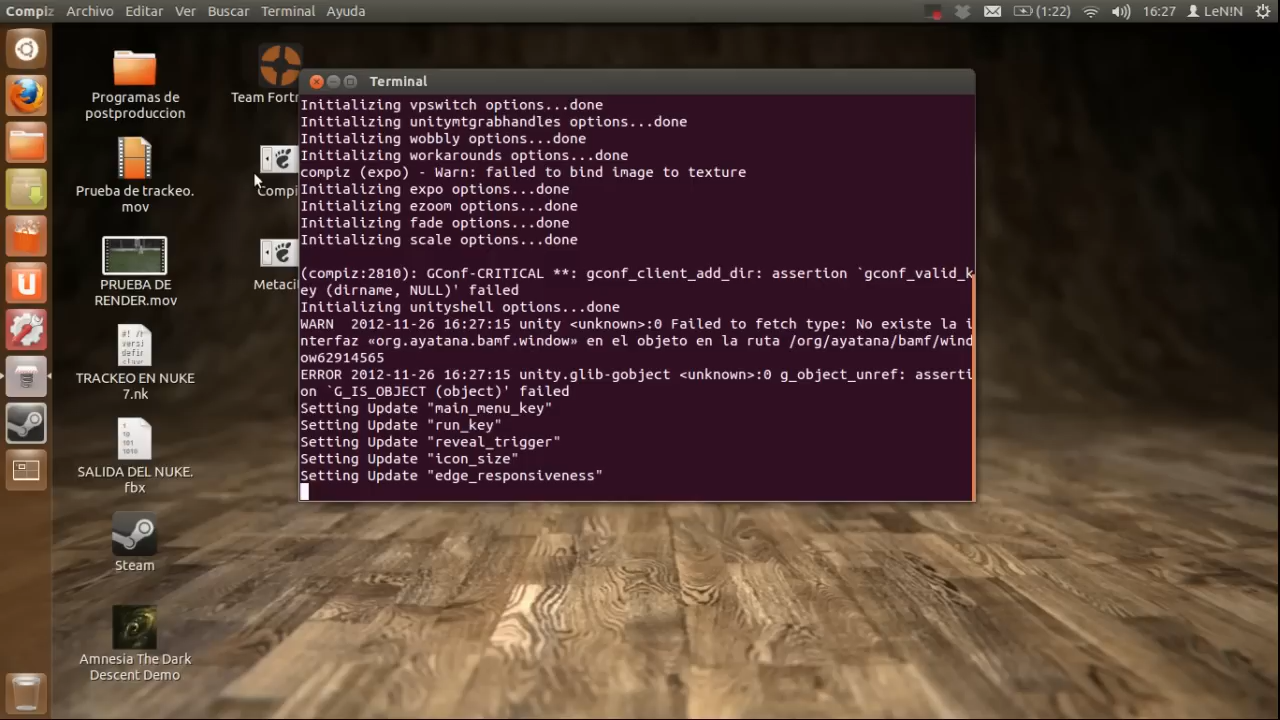 Compiz Archivo Editar Ver Buscar Terminal Ayuda (1:22) 16:27 LeN!N
Programas de
postproduccion
Prueba de trackeo.
mov
PRUEBA DE
RENDER.mov
#! /
versi
defin
TRACKEO EN NUKE
7.nk
1
10
101
1010
SALIDA DEL NUKE.
fbx
Steam
Amnesia The Dark
Descent Demo
Team Fortr
Compi
Metaci
Terminal
Initializing vpswitch options...done
Initializing unitymtgrabhandles options...done
Initializing wobbly options...done
Initializing workarounds options...done
compiz (expo) - Warn: failed to bind image to texture
Initializing expo options...done
Initializing ezoom options...done
Initializing fade options...done
Initializing scale options...done
(compiz:2810): GConf-CRITICAL **: gconf_client_add_dir: assertion `gconf_valid_k
ey (dirname, NULL)' failed
Initializing unityshell options...done
WARN  2012-11-26 16:27:15 unity <unknown>:0 Failed to fetch type: No existe la i
nterfaz «org.ayatana.bamf.window» en el objeto en la ruta /org/ayatana/bamf/wind
ow62914565
ERROR 2012-11-26 16:27:15 unity.glib-gobject <unknown>:0 g_object_unref: asserti
on `G_IS_OBJECT (object)' failed
Setting Update "main_menu_key"
Setting Update "run_key"
Setting Update "reveal_trigger"
Setting Update "icon_size"
Setting Update "edge_responsiveness"